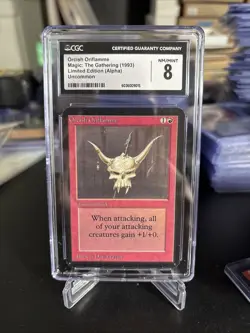 CGC
CERTIFIED GUARANTY COMPANY
Orcish Oriflamme
Magic: The Gathering (1993)
Limited Edition (Alpha)
Uncommon
NM/MINT
8
Orcish Oriflamme
When attacking, all
of your attacking
creatures gain +1/+0.